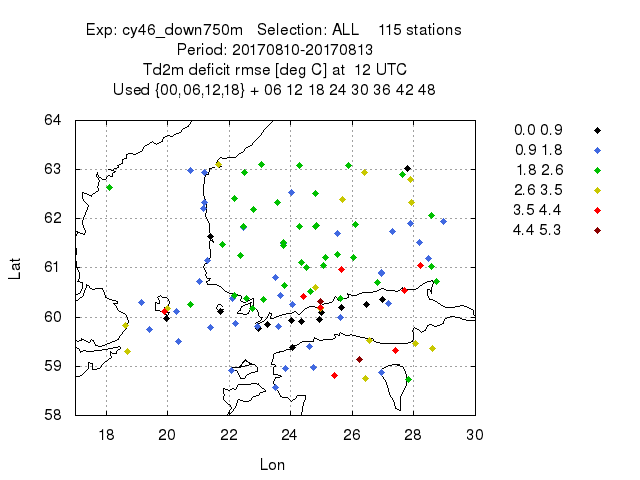 Exp: cy46_down750m Selection: ALL 115 stations
Period: 20170810-20170813
Td2m deficit rmse [deg C] at 12 UTC
Used {00,06,12,18} + 06 12 18 24 30 36 42 48
64
63
62
61
60
59
58
Lat
18 20 22 24 26 28 30
Lon
0.0 0.9
0.9 1.8
1.8 2.6
2.6 3.5
3.5 4.4
4.4 5.3